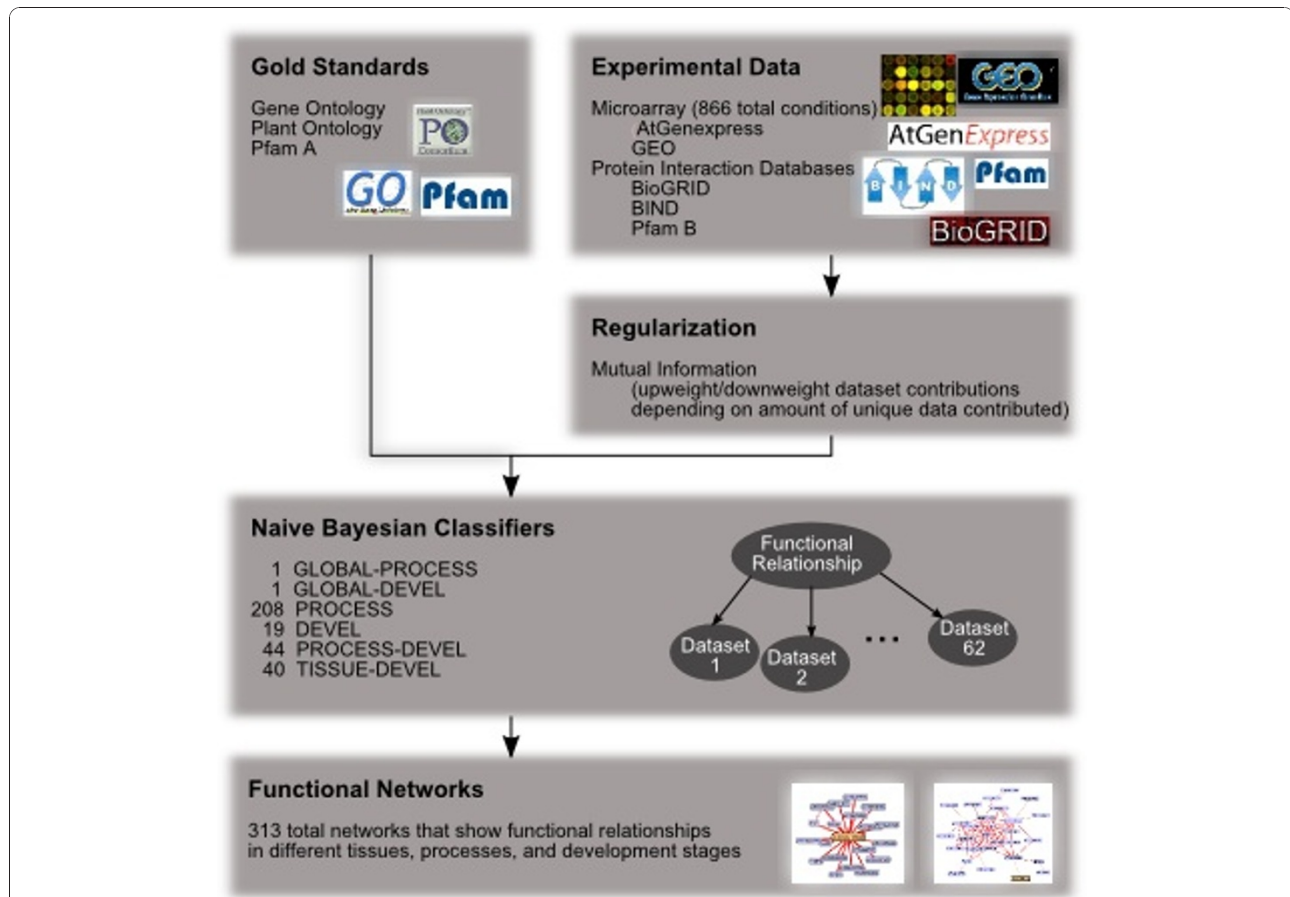 Gold Standards
Gene Ontology
Plant Ontology
Pfam A
PO
Consortium
GO
Pfam
Experimental Data
Microarray (866 total conditions)
AtGenexpress
GEO
Protein Interaction Databases
BioGRID
BIND
Pfam B
GEO
AtGenExpress
BIND
Pfam
BioGRID
Regularization
Mutual Information
(upweight/downweight dataset contributions
depending on amount of unique data contributed)
Naive Bayesian Classifiers
1 GLOBAL-PROCESS
1 GLOBAL-DEVEL
208 PROCESS
19 DEVEL
44 PROCESS-DEVEL
40 TISSUE-DEVEL
Functional
Relationship
Dataset
1
Dataset
2
...
Dataset
62
Functional Networks
313 total networks that show functional relationships
in different tissues, processes, and development stages